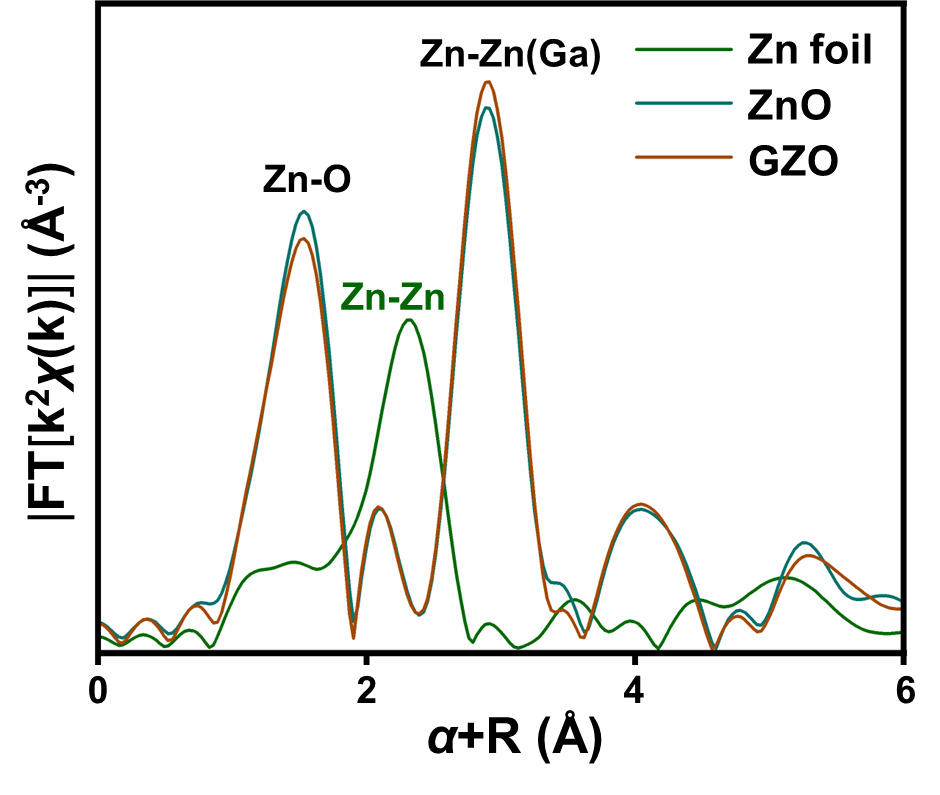 Zn-Zn(Ga)
Zn foil
ZnO
GZO
Zn-O
Zn-Zn
|FT[k²χ(k)]| (Å⁻³)
0 2 4 6
α+R (Å)